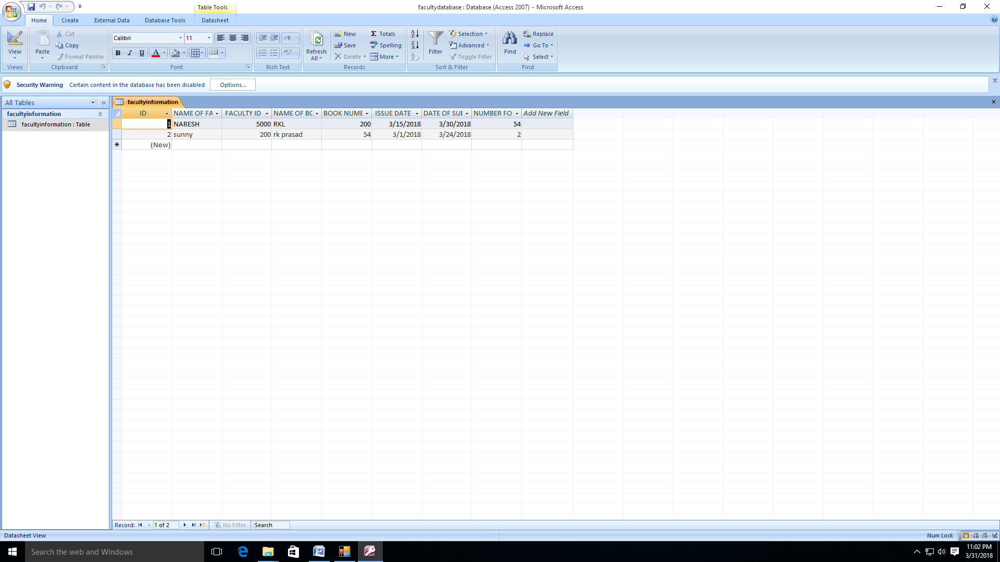 Table Tools
facultydatabase : Database (Access 2007) - Microsoft Access
Home Create External Data Database Tools Datasheet
View
Views
Paste
Cut
Copy
Format Painter
Clipboard
Calibri 11
B I U A
Font
Rich Text
Refresh All
New
Save
Delete
Totals
Spelling
More
Records
Filter
Selection
Advanced
Toggle Filter
Sort & Filter
Find
Replace
Go To
Select
Find
Security Warning Certain content in the database has been disabled Options...
All Tables
facultyinformation
facultyinformation : Table
facultyinformation
ID NAME OF FA FACULTY ID NAME OF BO BOOK NUME ISSUE DATE DATE OF SUE NUMBER FO Add New Field
1 NARESH 5000 RKL 200 3/15/2018 3/30/2018 54
2 sunny 200 rk prasad 54 3/1/2018 3/24/2018 2
(New)
Record: 1 of 2 No Filter Search
Datasheet View Num Lock
Search the web and Windows
11:02 PM
3/31/2018